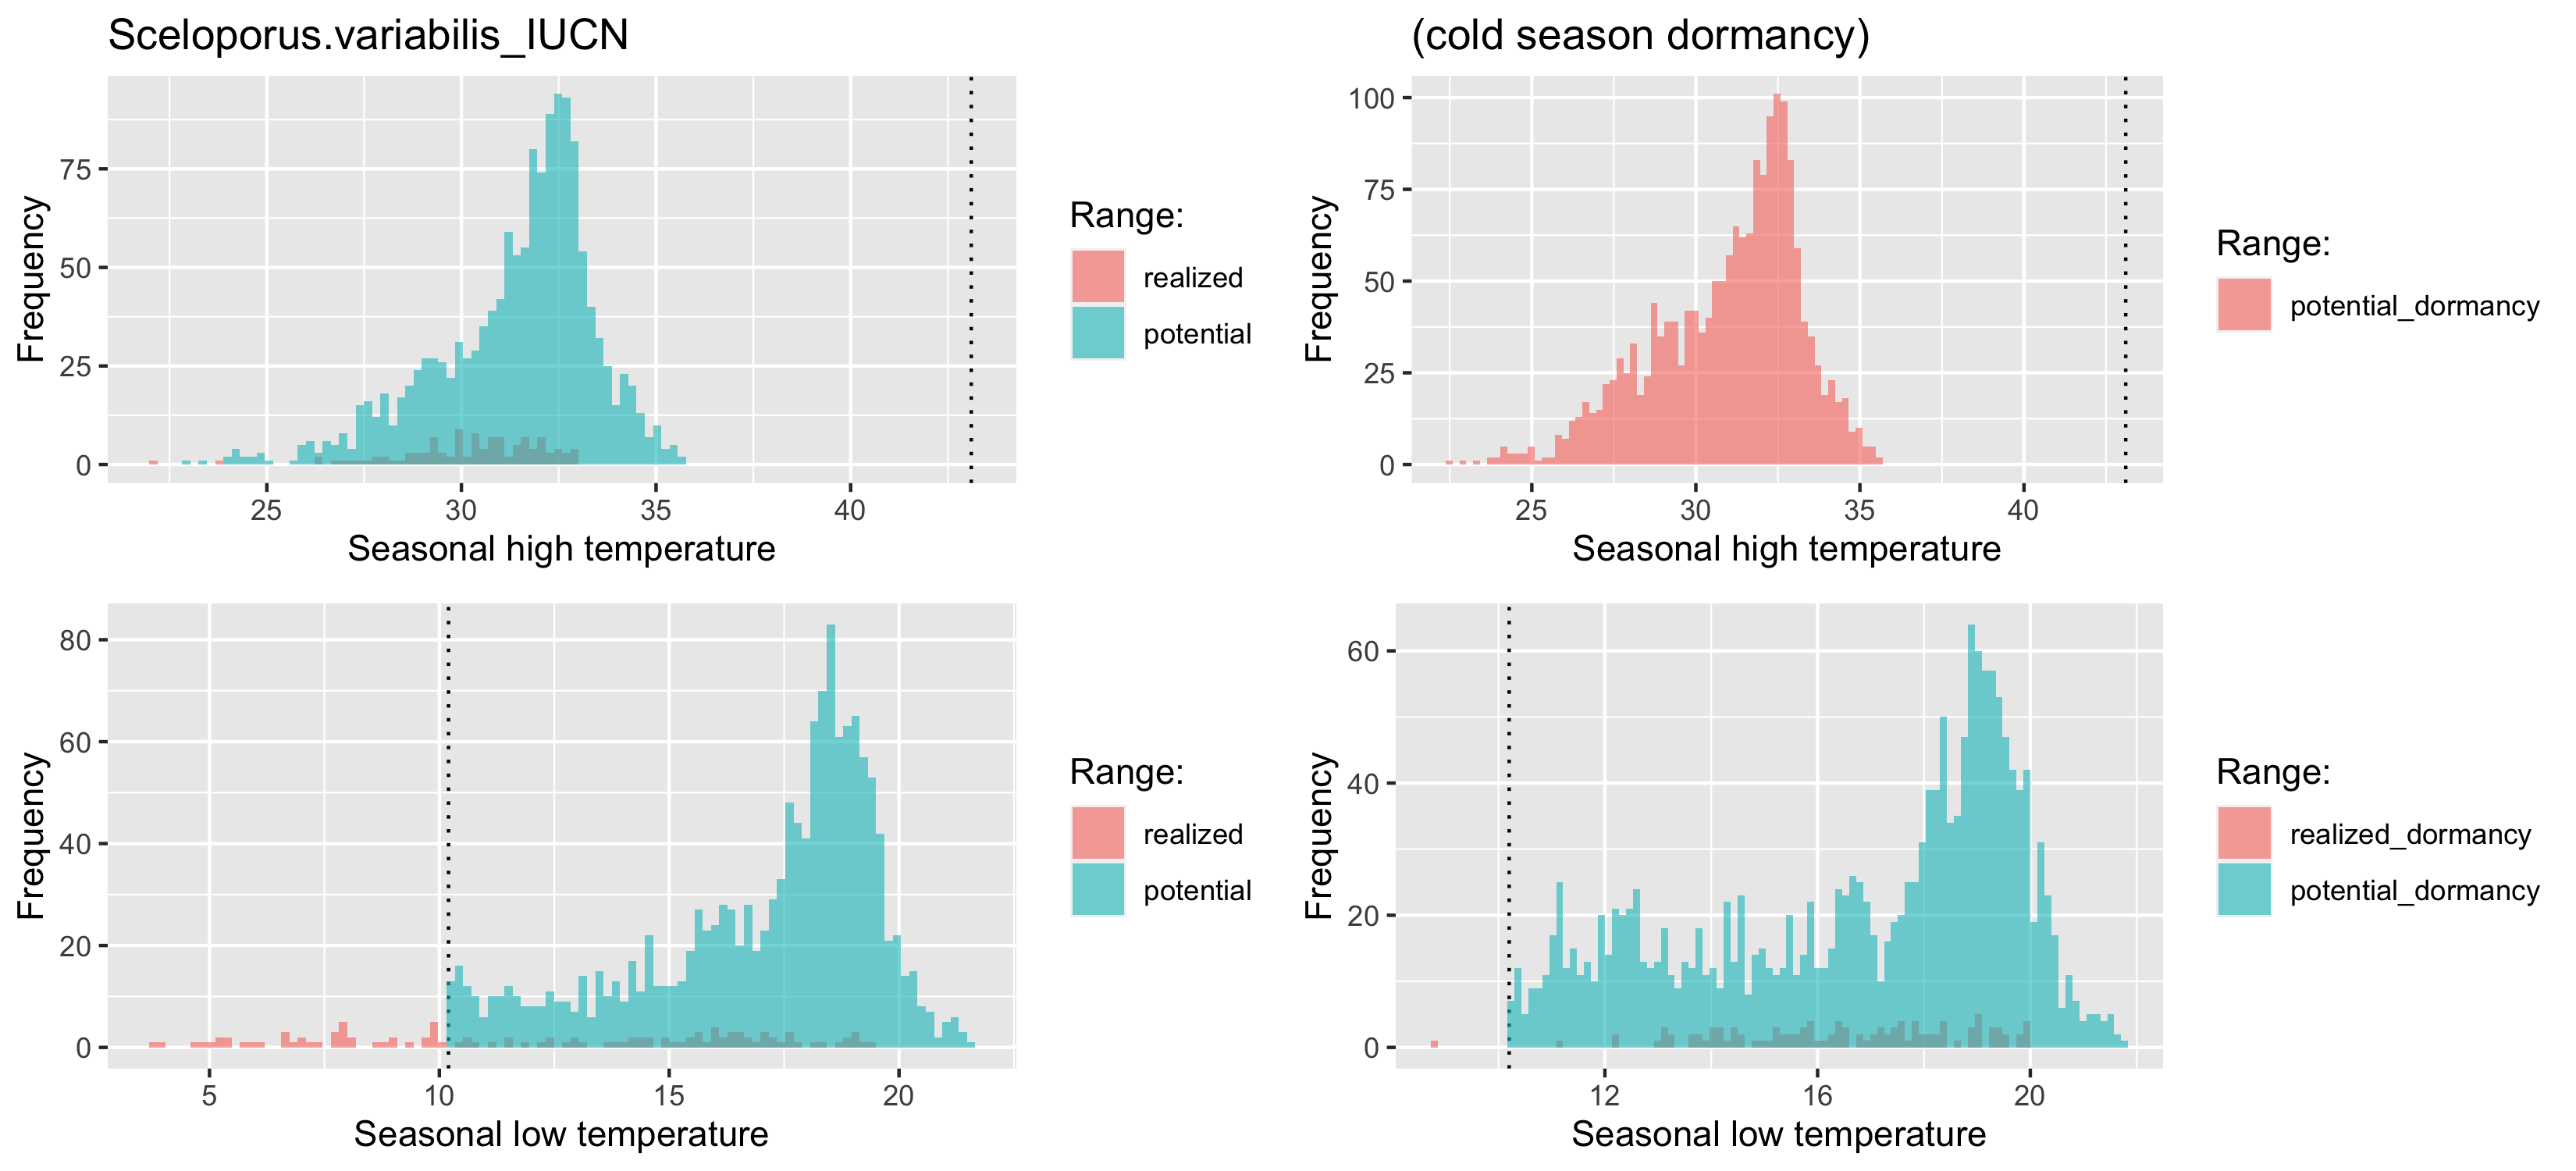 Sceloporus.variabilis_IUCN
Frequency
75
50
25
0
25 30 35 40
Seasonal high temperature
Range:
realized
potential
(cold season dormancy)
Frequency
100
75
50
25
0
25 30 35 40
Seasonal high temperature
Range:
potential_dormancy
Frequency
80
60
40
20
0
5 10 15 20
Seasonal low temperature
Range:
realized
potential
Frequency
60
40
20
0
12 16 20
Seasonal low temperature
Range:
realized_dormancy
potential_dormancy